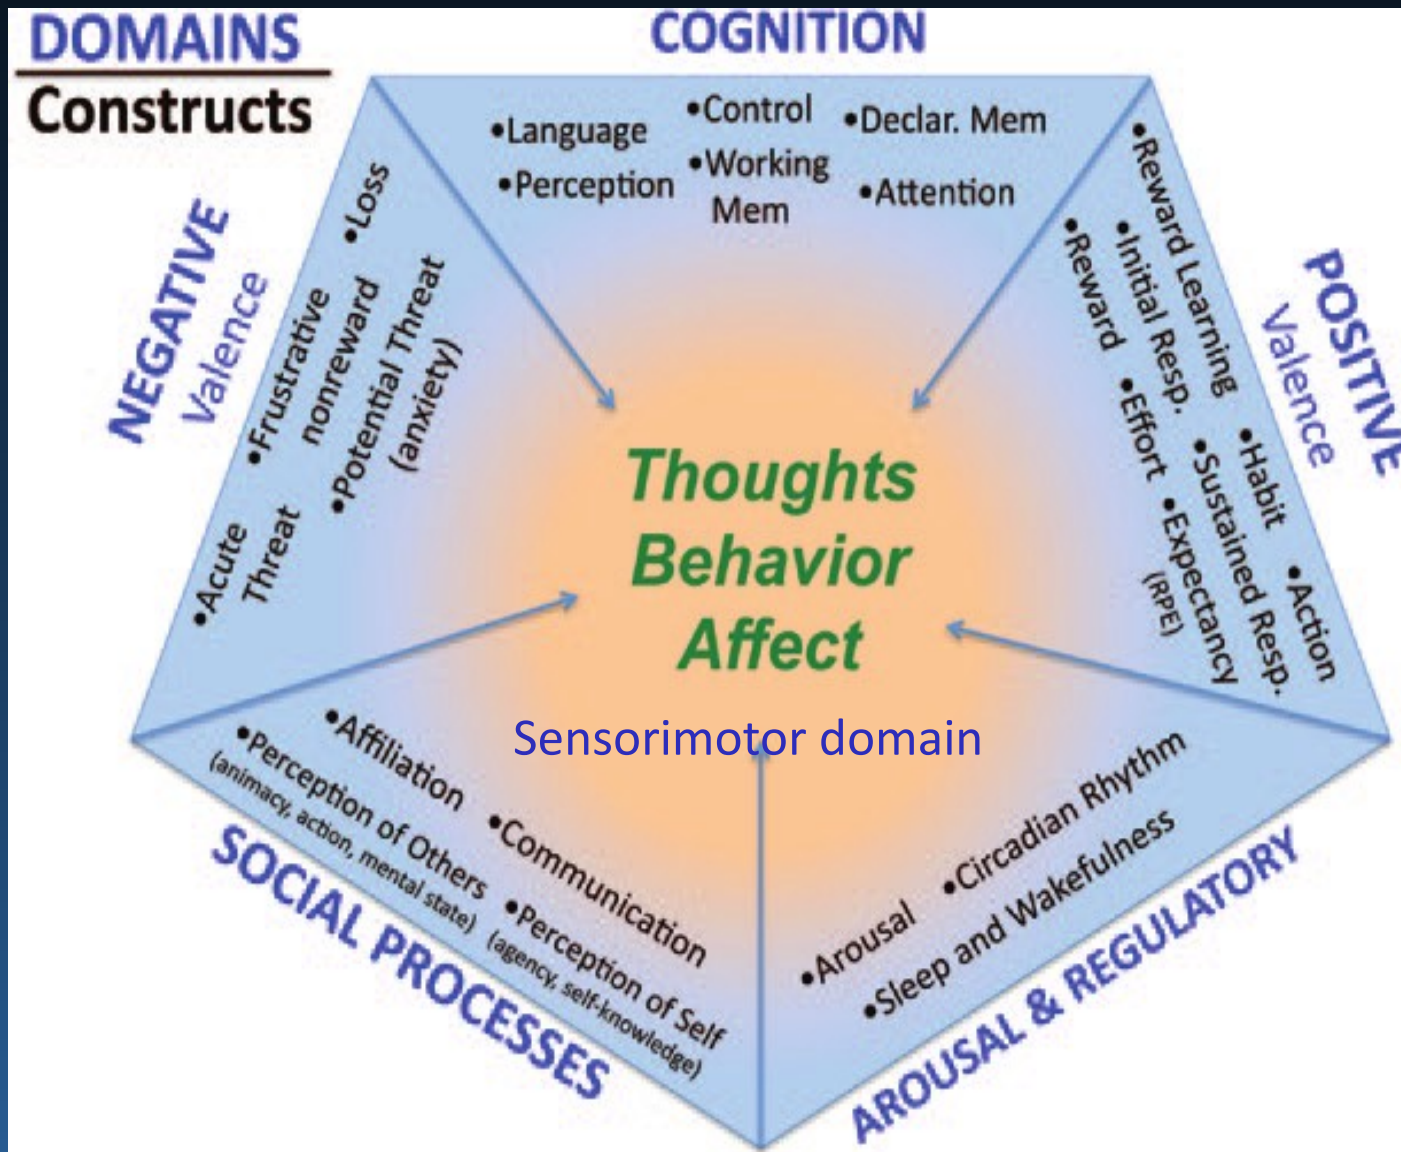 DOMAINS
Constructs
COGNITION
•Language
•Control
•Declar. Mem
•Perception
•Working
Mem
•Attention
NEGATIVE
Valence
•Loss
•Frustrative
nonreward
•Potential Threat
(anxiety)
•Acute
Threat
POSITIVE
Valence
•Reward Learning
•Initial Resp.
•Reward
•Effort
•Habit
•Sustained Resp.
•Expectancy
(RPE)
•Action
Thoughts
Behavior
Affect
Sensorimotor domain
SOCIAL PROCESSES
•Affiliation
•Perception of Others
(animacy, action, mental state)
•Communication
•Perception of Self
(agency, self-knowledge)
AROUSAL & REGULATORY
•Circadian Rhythm
•Arousal
•Sleep and Wakefulness